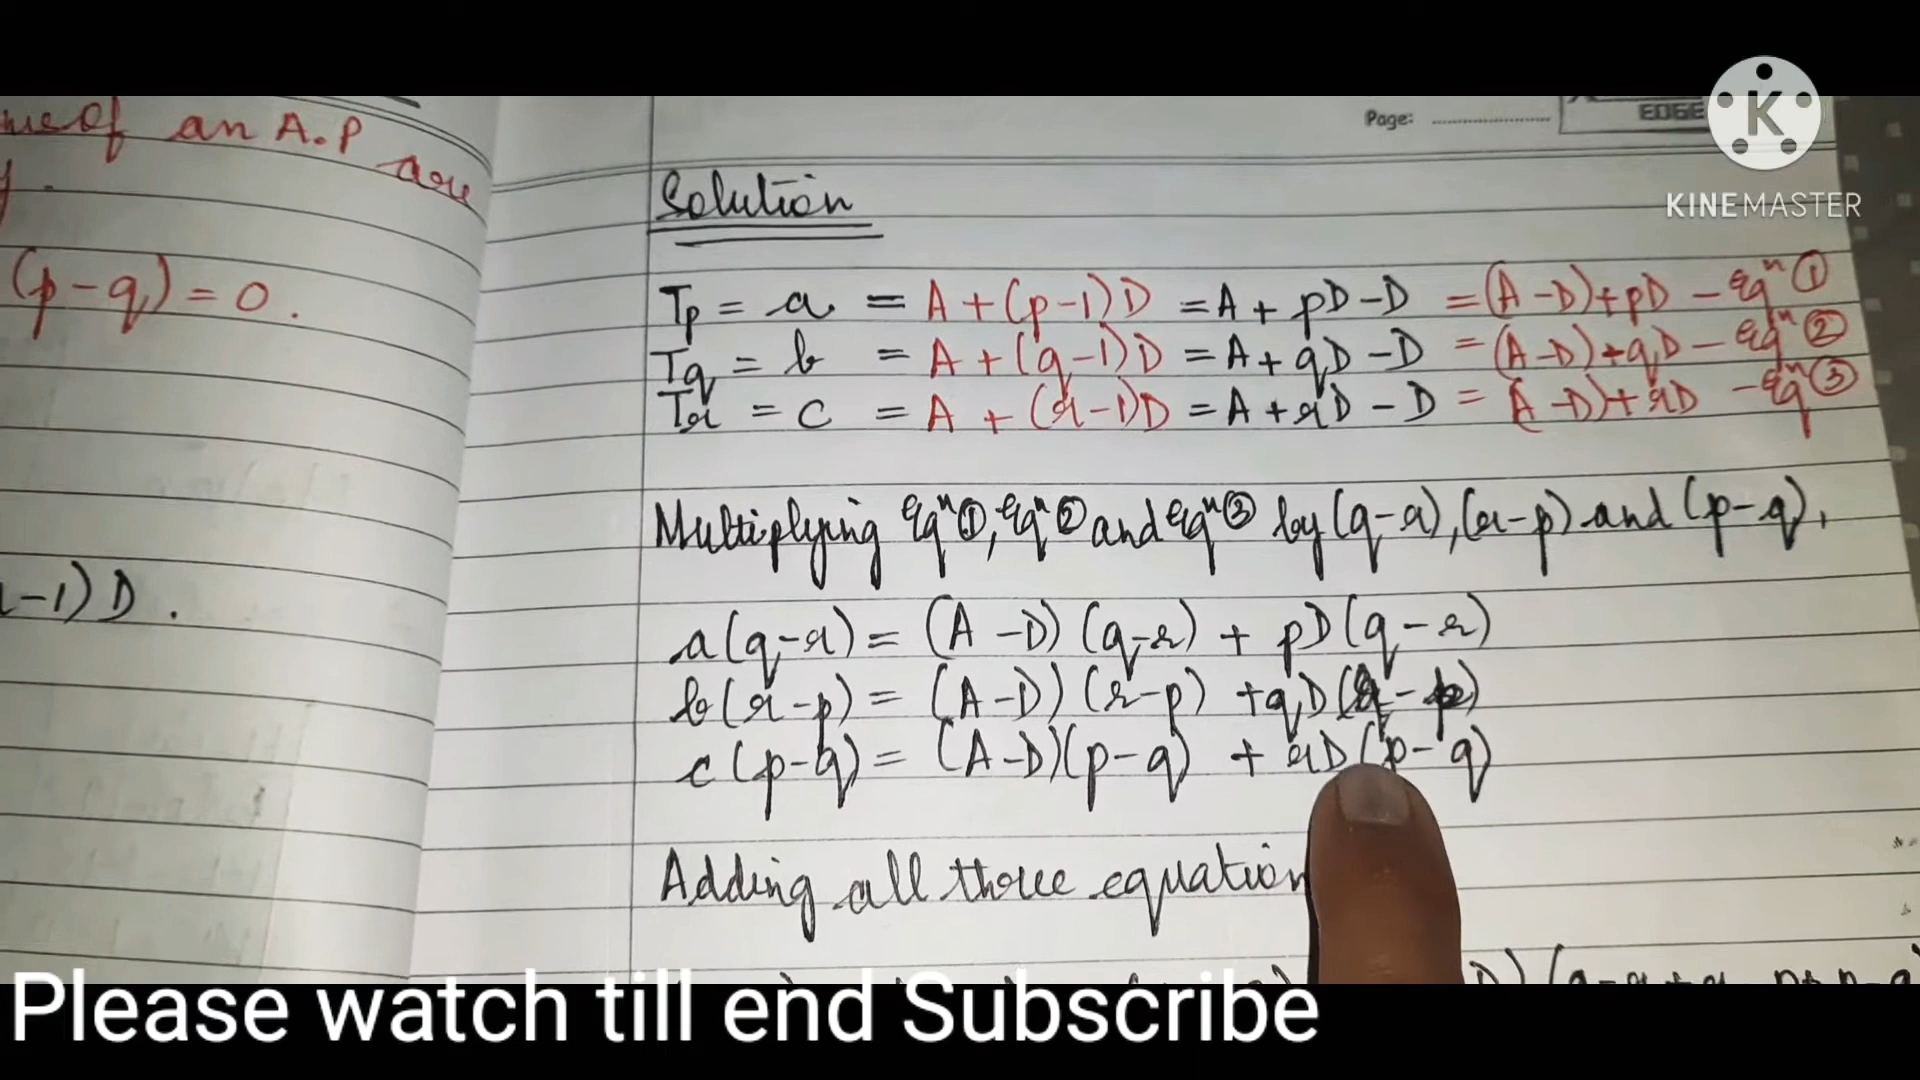 of an A.P are
(p-q) = 0.
-1) D.
Page:
EDGE
K
KINEMASTER
Solution
Tp = a = A + (p-1)D = A + pD - D = (A-D)+pD - eqⁿ ①
Tq = b = A + (q-1)D = A + qD - D = (A-D)+qD - eqⁿ ②
Tr = c = A + (r-1)D = A + rD - D = (A-D)+rD - eqⁿ ③
Multiplying eqⁿ①, eqⁿ② and eqⁿ③ by (q-r), (r-p) and (p-q),
a(q-r) = (A-D)(q-r) + pD(q-r)
b(r-p) = (A-D)(r-p) + qD(r-p)
c(p-q) = (A-D)(p-q) + rD(p-q)
Adding all three equation
Please watch till end Subscribe